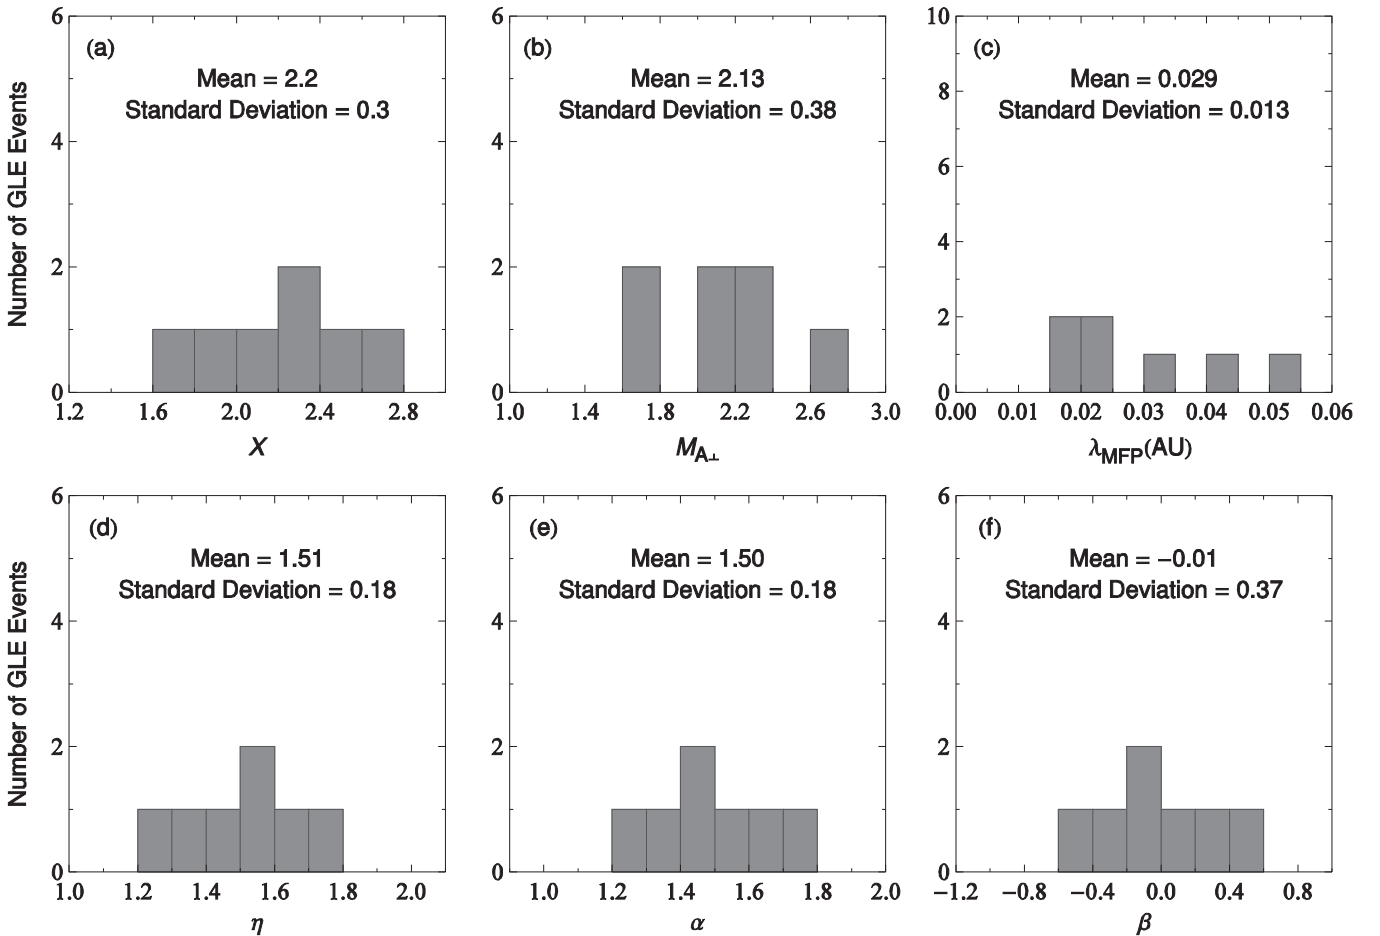 (a)
Mean = 2.2
Standard Deviation = 0.3
Number of GLE Events
6
4
2
0
1.2 1.6 2.0 2.4 2.8
X
(b)
Mean = 2.13
Standard Deviation = 0.38
6
4
2
0
1.0 1.4 1.8 2.2 2.6 3.0
M_A⊥
(c)
Mean = 0.029
Standard Deviation = 0.013
10
8
6
4
2
0
0.00 0.01 0.02 0.03 0.04 0.05 0.06
λ_MFP(AU)
(d)
Mean = 1.51
Standard Deviation = 0.18
Number of GLE Events
6
4
2
0
1.0 1.2 1.4 1.6 1.8 2.0
η
(e)
Mean = 1.50
Standard Deviation = 0.18
6
4
2
0
1.0 1.2 1.4 1.6 1.8 2.0
α
(f)
Mean = −0.01
Standard Deviation = 0.37
6
4
2
0
−1.2 −0.8 −0.4 0.0 0.4 0.8
β